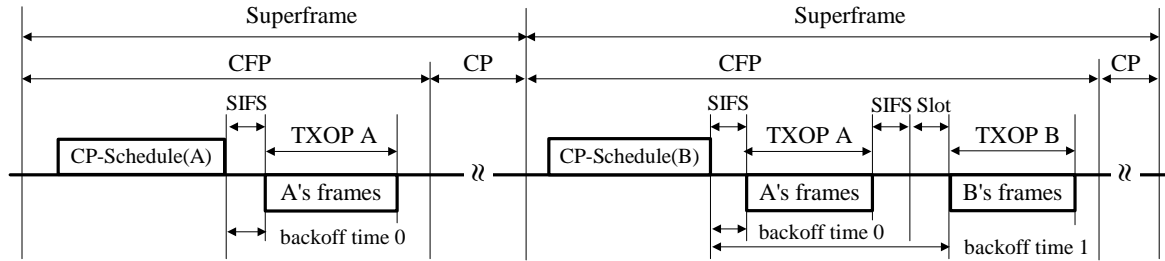 Superframe Superframe
CFP CP CFP CP
SIFS SIFS SIFS Slot
TXOP A TXOP A TXOP B
CP-Schedule(A) CP-Schedule(B)
A's frames A's frames B's frames
backoff time 0 backoff time 0 backoff time 1